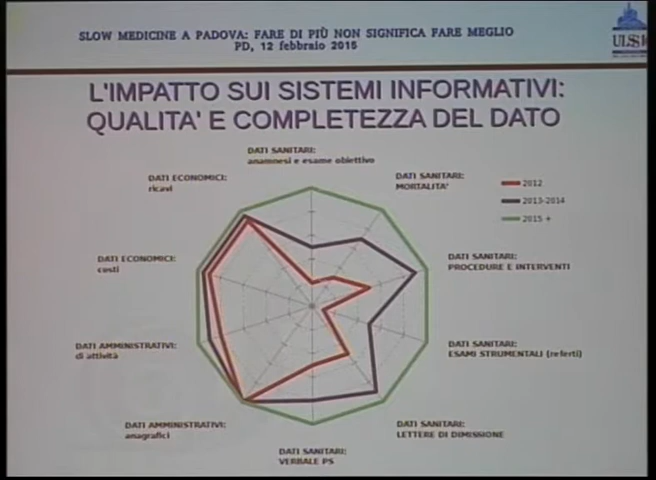 SLOW MEDICINE A PADOVA: FARE DI PIÙ NON SIGNIFICA FARE MEGLIO
PD, 12 febbraio 2015
L'IMPATTO SUI SISTEMI INFORMATIVI:
QUALITA' E COMPLETEZZA DEL DATO
DATI SANITARI:
anamnesi e esame obiettivo
DATI ECONOMICI:
ricavi
DATI SANITARI:
MORTALITA'
2012
2013-2014
2015 +
DATI ECONOMICI:
costi
DATI SANITARI:
PROCEDURE E INTERVENTI
DATI AMMINISTRATIVI:
di attività
DATI SANITARI:
ESAMI STRUMENTALI (referti)
DATI AMMINISTRATIVI:
anagrafici
DATI SANITARI:
LETTERE DI DIMISSIONE
DATI SANITARI:
VERBALE PS